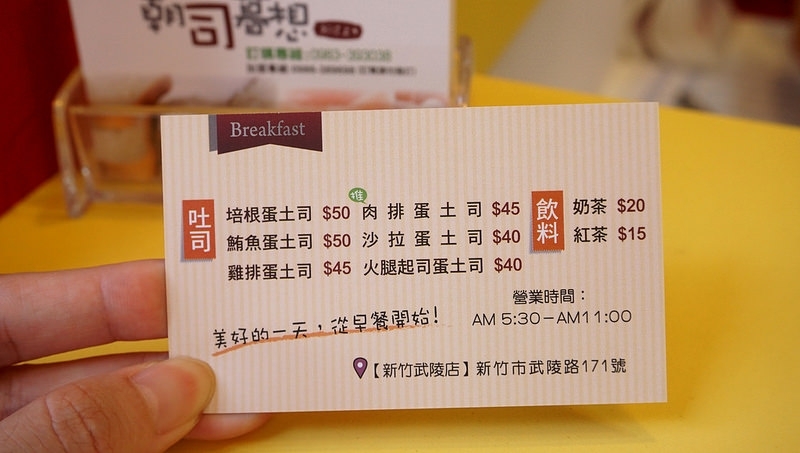 朝司暮想
Breakfast
吐司
培根蛋土司 $50 推 肉排蛋土司 $45
鮪魚蛋土司 $50 沙拉蛋土司 $40
雞排蛋土司 $45 火腿起司蛋土司 $40
飲料
奶茶 $20
紅茶 $15
營業時間：
AM 5:30－AM11:00
美好的一天，從早餐開始！
【新竹武陵店】新竹市武陵路171號